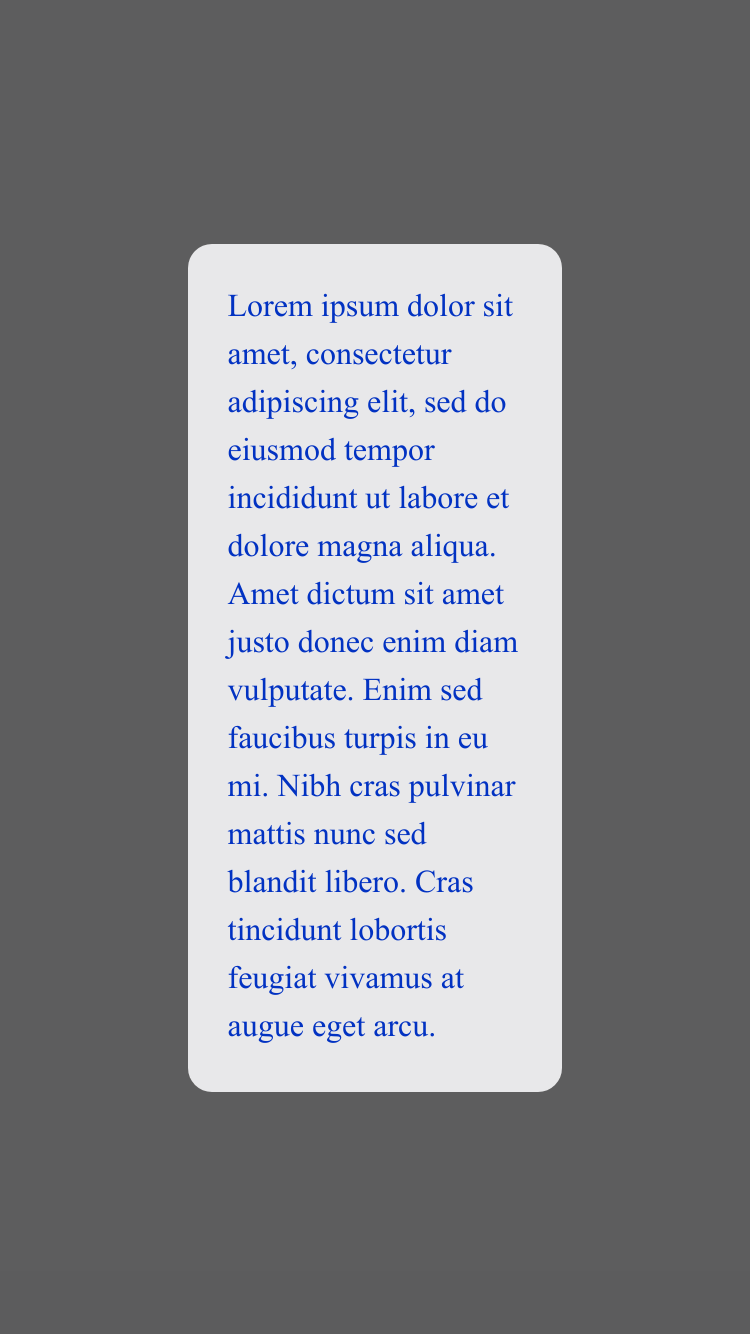 Lorem ipsum dolor sit
amet, consectetur
adipiscing elit, sed do
eiusmod tempor
incididunt ut labore et
dolore magna aliqua.
Amet dictum sit amet
justo donec enim diam
vulputate. Enim sed
faucibus turpis in eu
mi. Nibh cras pulvinar
mattis nunc sed
blandit libero. Cras
tincidunt lobortis
feugiat vivamus at
augue eget arcu.